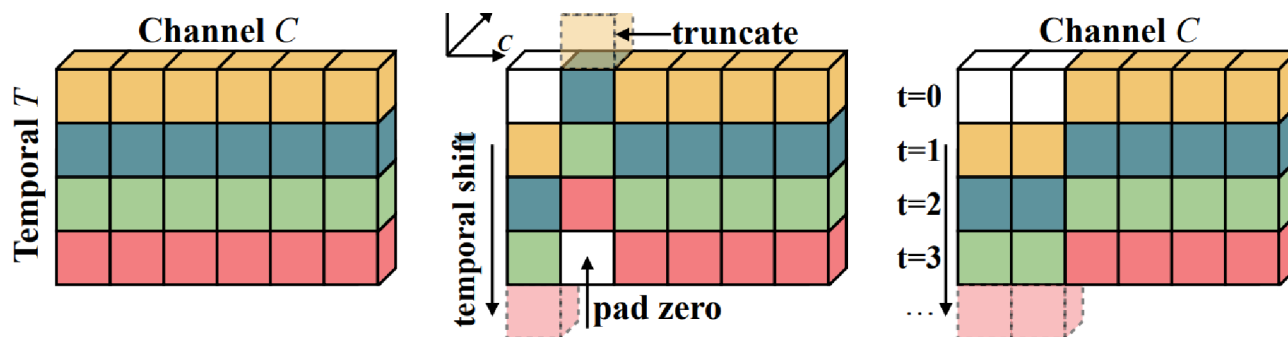 Channel C
Temporal T
C
truncate
temporal shift
pad zero
Channel C
t=0
t=1
t=2
t=3
...